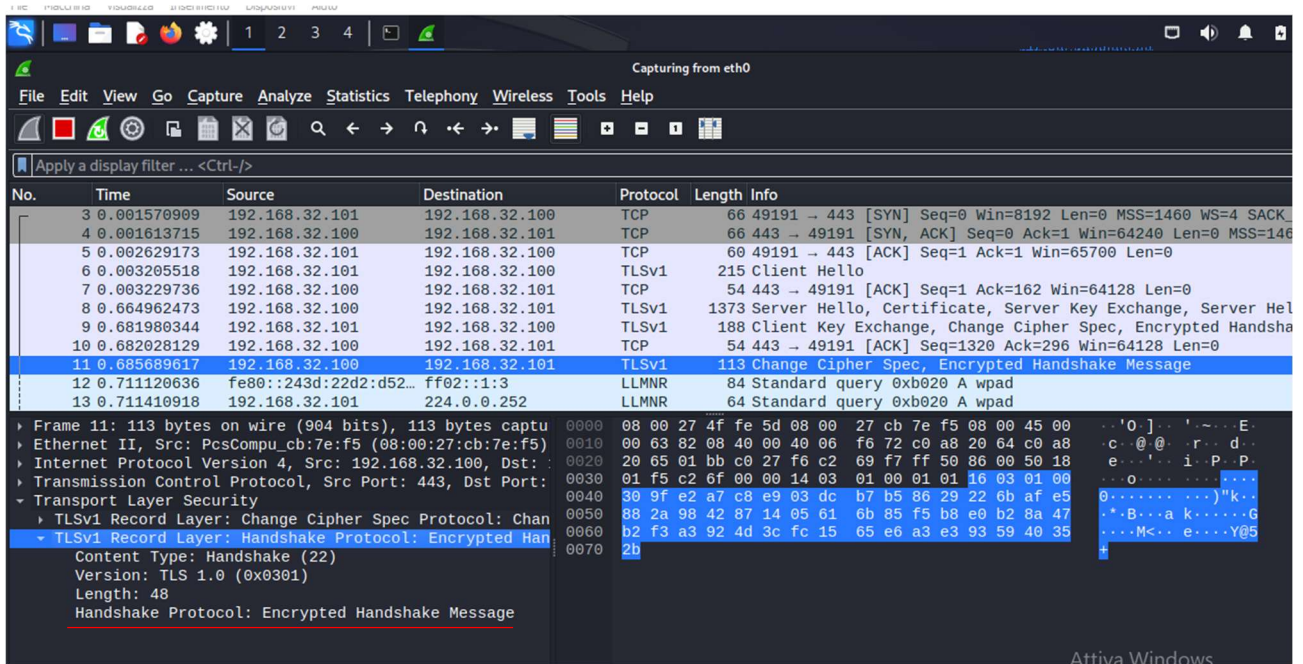 File Macchina Visualizza Inserimento Dispositivi Aiuto
1 2 3 4
Capturing from eth0
File Edit View Go Capture Analyze Statistics Telephony Wireless Tools Help
Apply a display filter … <Ctrl-/>
No. Time Source Destination Protocol Length Info
3 0.001570909 192.168.32.101 192.168.32.100 TCP 66 49191 → 443 [SYN] Seq=0 Win=8192 Len=0 MSS=1460 WS=4 SACK_
4 0.001613715 192.168.32.100 192.168.32.101 TCP 66 443 → 49191 [SYN, ACK] Seq=0 Ack=1 Win=64240 Len=0 MSS=146
5 0.002629173 192.168.32.101 192.168.32.100 TCP 60 49191 → 443 [ACK] Seq=1 Ack=1 Win=65700 Len=0
6 0.003205518 192.168.32.101 192.168.32.100 TLSv1 215 Client Hello
7 0.003229736 192.168.32.100 192.168.32.101 TCP 54 443 → 49191 [ACK] Seq=1 Ack=162 Win=64128 Len=0
8 0.664962473 192.168.32.100 192.168.32.101 TLSv1 1373 Server Hello, Certificate, Server Key Exchange, Server Hel
9 0.681980344 192.168.32.101 192.168.32.100 TLSv1 188 Client Key Exchange, Change Cipher Spec, Encrypted Handsha
10 0.682028129 192.168.32.100 192.168.32.101 TCP 54 443 → 49191 [ACK] Seq=1320 Ack=296 Win=64128 Len=0
11 0.685689617 192.168.32.100 192.168.32.101 TLSv1 113 Change Cipher Spec, Encrypted Handshake Message
12 0.711120636 fe80::243d:22d2:d52… ff02::1:3 LLMNR 84 Standard query 0xb020 A wpad
13 0.711410918 192.168.32.101 224.0.0.252 LLMNR 64 Standard query 0xb020 A wpad
Frame 11: 113 bytes on wire (904 bits), 113 bytes captu
Ethernet II, Src: PcsCompu_cb:7e:f5 (08:00:27:cb:7e:f5)
Internet Protocol Version 4, Src: 192.168.32.100, Dst:
Transmission Control Protocol, Src Port: 443, Dst Port:
Transport Layer Security
TLSv1 Record Layer: Change Cipher Spec Protocol: Chan
TLSv1 Record Layer: Handshake Protocol: Encrypted Han
Content Type: Handshake (22)
Version: TLS 1.0 (0x0301)
Length: 48
Handshake Protocol: Encrypted Handshake Message
0000 08 00 27 4f fe 5d 08 00 27 cb 7e f5 08 00 45 00 ··'O·]·· '·~···E·
0010 00 63 82 08 40 00 40 06 f6 72 c0 a8 20 64 c0 a8 ·c··@·@· ·r·· d··
0020 20 65 01 bb c0 27 f6 c2 69 f7 ff 50 86 00 50 18 e···'·· i··P··P·
0030 01 f5 c2 6f 00 00 14 03 01 00 01 01 16 03 01 00 ···o···· ········
0040 30 9f e2 a7 c8 e9 03 dc b7 b5 86 29 22 6b af e5 0······· ···)"k··
0050 88 2a 98 42 87 14 05 61 6b 85 f5 b8 e0 b2 8a 47 ·*·B···a k······G
0060 b2 f3 a3 92 4d 3c fc 15 65 e6 a3 e3 93 59 40 35 ····M<·· e····Y@5
0070 2b +
Attiva Windows